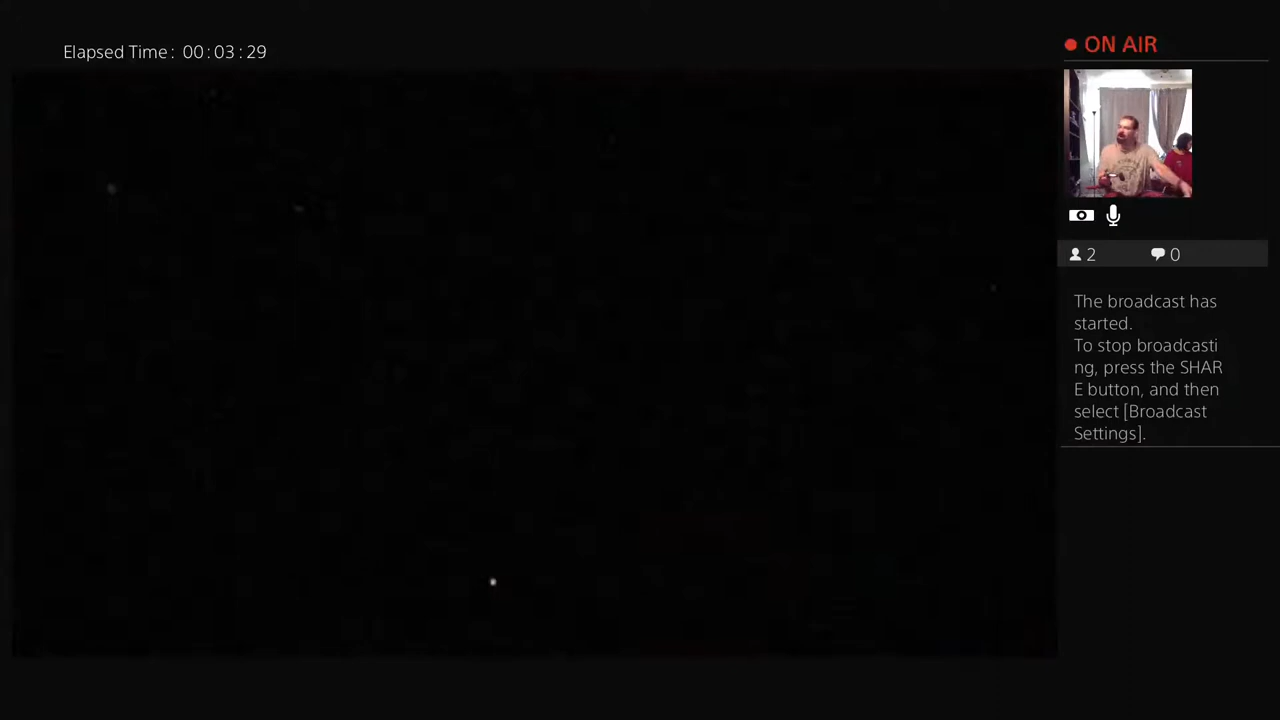 Elapsed Time: 00:03:29
ON AIR
2 0
The broadcast has
started.
To stop broadcasti
ng, press the SHAR
E button, and then
select [Broadcast
Settings].